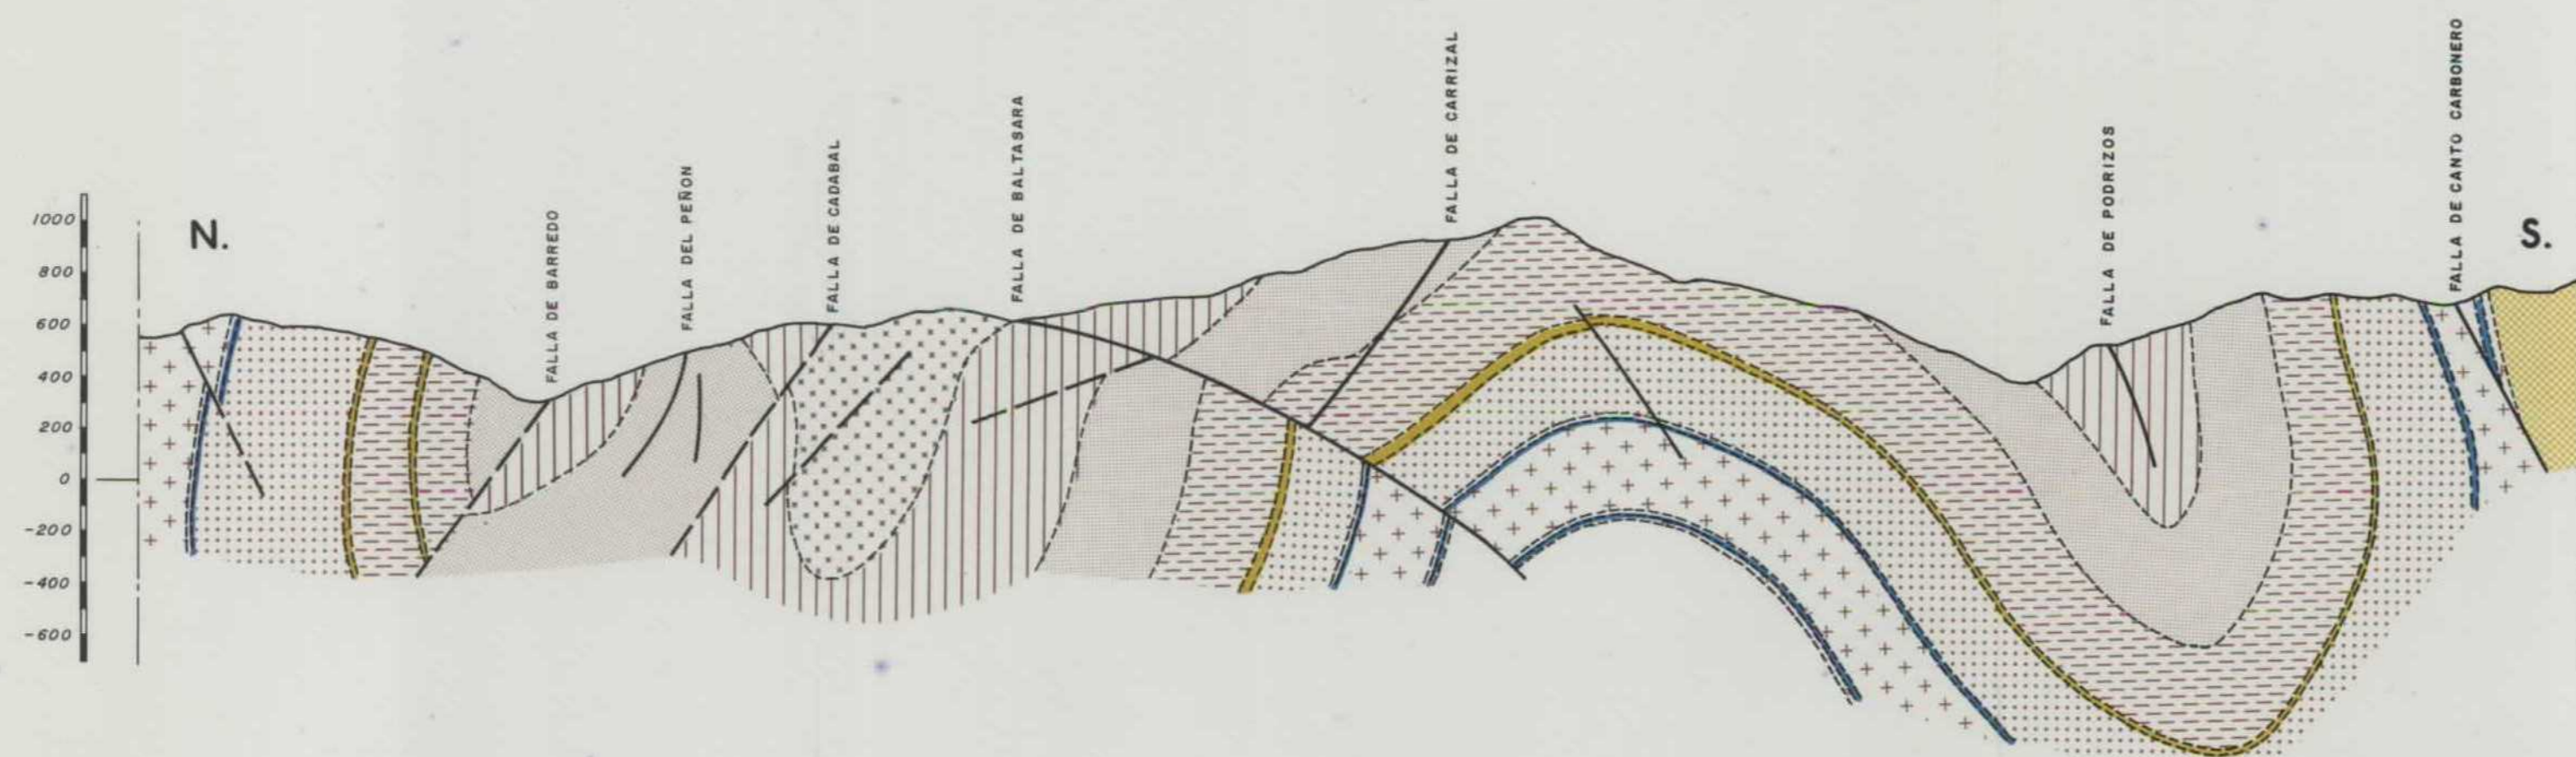 N.
S.
FALLA DE BARREDO
FALLA DEL PEÑON
FALLA DE CADABAL
FALLA DE BALTASARA
FALLA DE CARRIZAL
FALLA DE PODRIZOS
FALLA DE CANTO CARBONERO
1000
800
600
400
200
0
-200
-400
-600